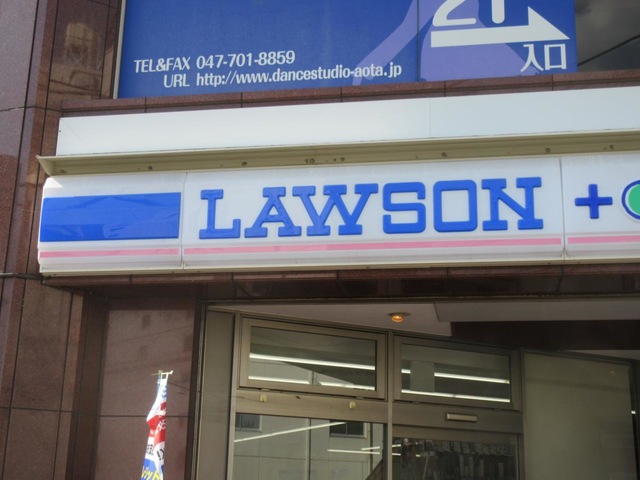 2F
入口
TEL&FAX 047-701-8859
URL http://www.dancestudio-aota.jp
LAWSON +